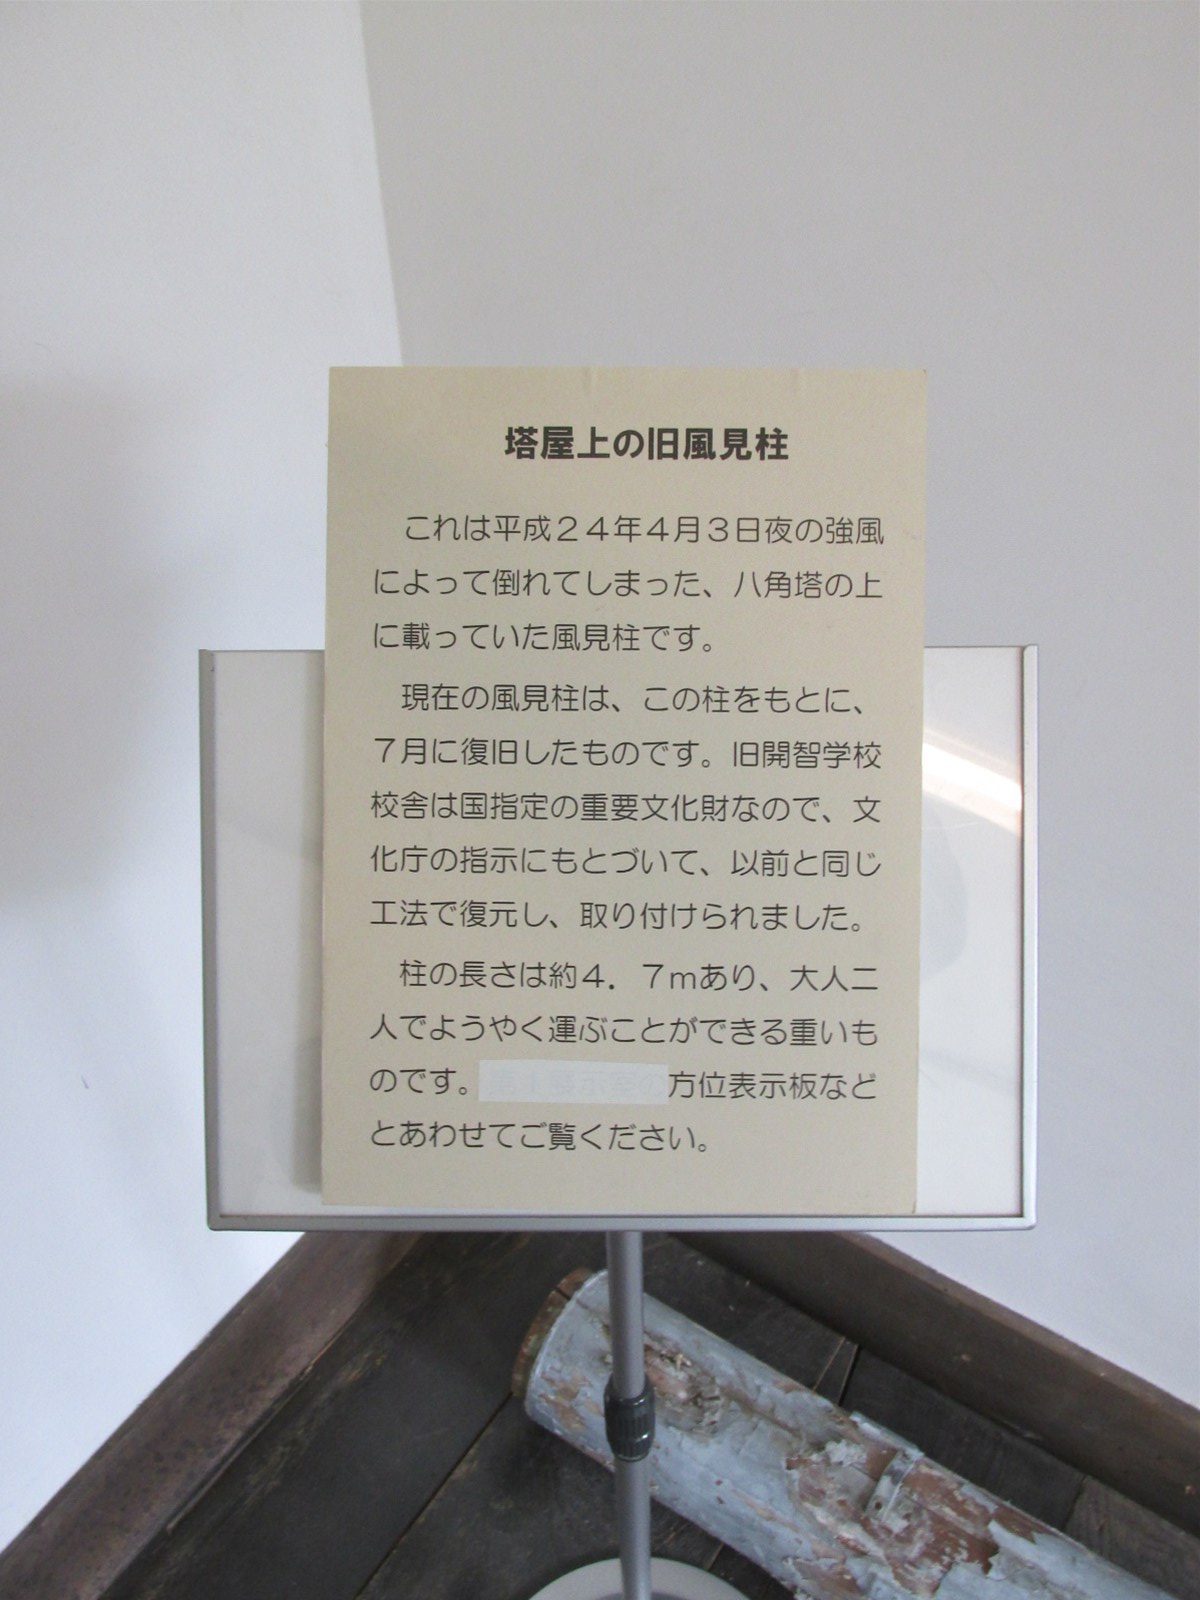 塔屋上の旧風見柱
これは平成２４年４月３日夜の強風
によって倒れてしまった、八角塔の上
に載っていた風見柱です。
現在の風見柱は、この柱をもとに、
７月に復旧したものです。旧開智学校
校舎は国指定の重要文化財なので、文
化庁の指示にもとづいて、以前と同じ
工法で復元し、取り付けられました。
柱の長さは約４．７ｍあり、大人二
人でようやく運ぶことができる重いも
のです。方位表示板など
とあわせてご覧ください。